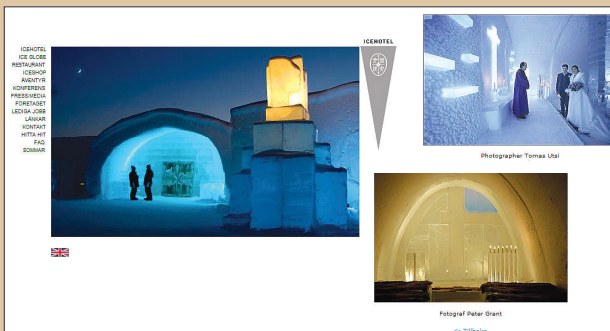 ICEHOTEL
ICE GLOBE
RESTAURANT
ICESHOP
ÄVENTYR
KONFERENS
PRESS/MEDIA
FÖRETAGET
LEDIGA JOBB
LÄNKAR
KONTAKT
HITTA HIT
FAQ
SOMMAR
ICEHOTEL
Photographer Tomas Utsi
Fotograf Peter Grant